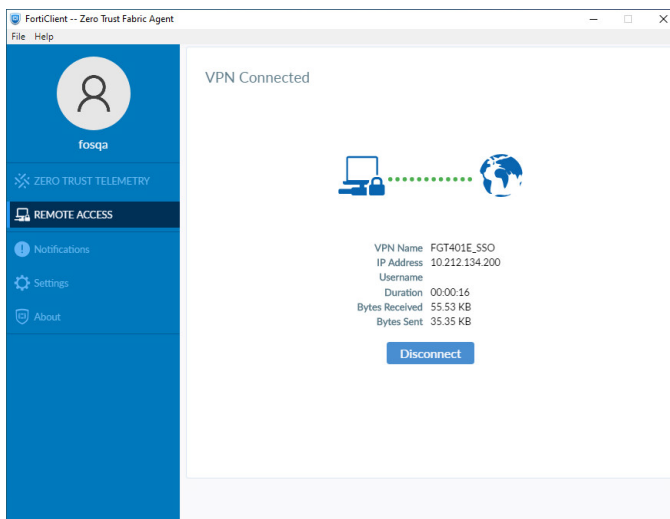 FortiClient -- Zero Trust Fabric Agent
File Help
fosqa
ZERO TRUST TELEMETRY
REMOTE ACCESS
Notifications
Settings
About
VPN Connected
VPN Name FGT401E_SSO
IP Address 10.212.134.200
Username
Duration 00:00:16
Bytes Received 55.53 KB
Bytes Sent 35.35 KB
Disconnect